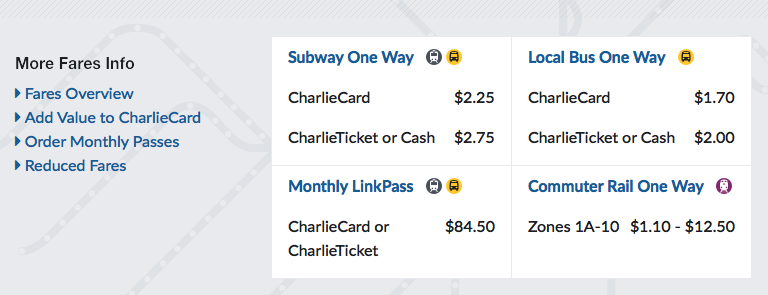 More Fares Info
Fares Overview
Add Value to CharlieCard
Order Monthly Passes
Reduced Fares
Subway One Way
CharlieCard $2.25
CharlieTicket or Cash $2.75
Local Bus One Way
CharlieCard $1.70
CharlieTicket or Cash $2.00
Monthly LinkPass
CharlieCard or $84.50
CharlieTicket
Commuter Rail One Way
Zones 1A-10 $1.10 - $12.50